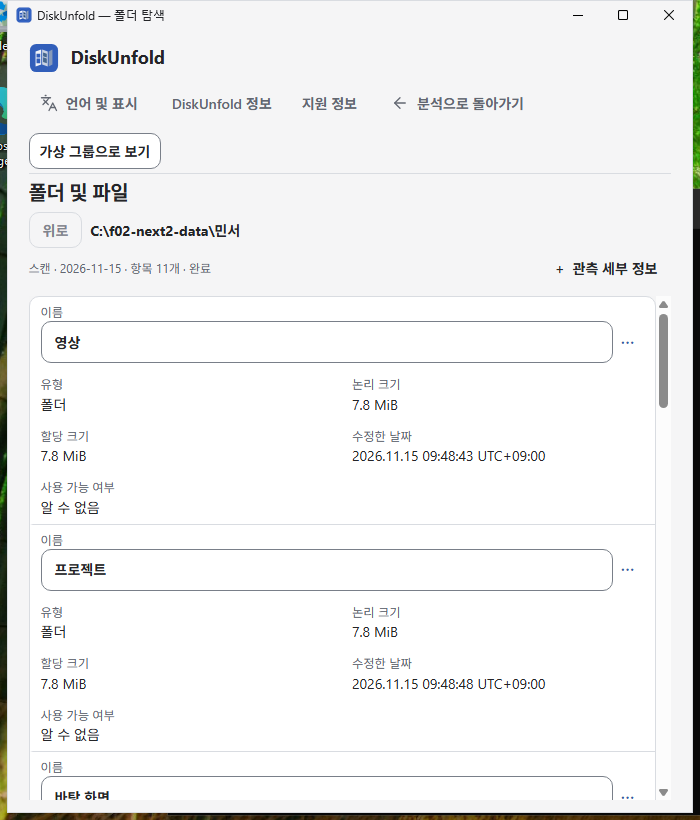 DiskUnfold — 폴더 탐색
DiskUnfold
언어 및 표시 DiskUnfold 정보 지원 정보 ← 분석으로 돌아가기
가상 그룹으로 보기
폴더 및 파일
위로 C:\f02-next2-data\민서
스캔 · 2026-11-15 · 항목 11개 · 완료 + 관측 세부 정보
이름
영상 ...
유형 논리 크기
폴더 7.8 MiB
할당 크기 수정한 날짜
7.8 MiB 2026.11.15 09:48:43 UTC+09:00
사용 가능 여부
알 수 없음
이름
프로젝트 ...
유형 논리 크기
폴더 7.8 MiB
할당 크기 수정한 날짜
7.8 MiB 2026.11.15 09:48:48 UTC+09:00
사용 가능 여부
알 수 없음
이름
바탕 화면 ...